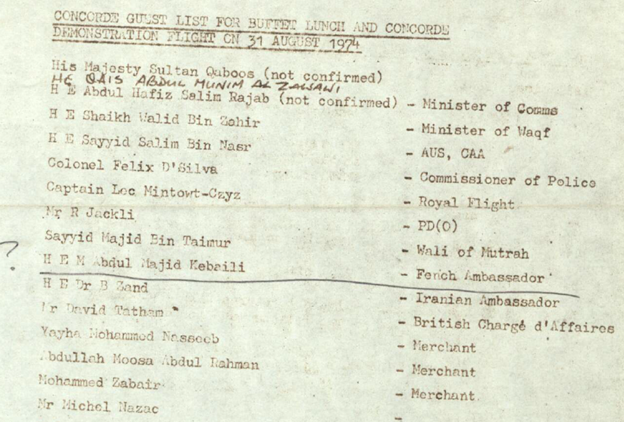 CONCORDE GUEST LIST FOR BUFFET LUNCH AND CONCORDE
DEMONSTRATION FLIGHT ON 31 AUGUST 1974
His Majesty Sultan Quboos (not confirmed)
HE QAIS ABDUL MUNIM AL ZAWAWI
H E Abdul Hafiz Salim Rajab (not confirmed) - Minister of Comms
H E Shaikh Walid Bin Zohir - Minister of Waqf
H E Sayyid Salim Bin Nasr - AUS, CAA
Colonel Felix D'Silva - Commissioner of Police
Captain Leo Mintowt-Czyz - Royal Flight
Mr R Jackli - PD(O)
Sayyid Majid Bin Taimur - Wali of Mutrah
? H E M Abdul Majid Kebaili - Fench Ambassador
H E Dr B Zand - Iranian Ambassador
Mr David Tatham - British Chargé d'Affaires
Yayha Mohammed Nasseeb - Merchant
Abdullah Moosa Abdul Rahman - Merchant
Mohammed Zabair - Merchant
Mr Michel Nazac -